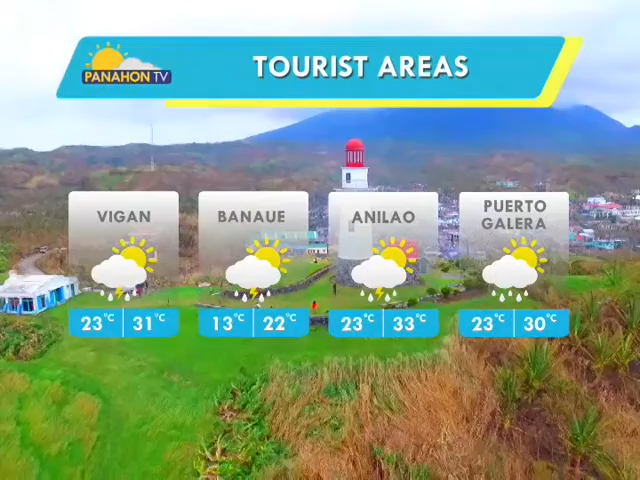 PANAHON TV
TOURIST AREAS
VIGAN
23°C 31°C
BANAUE
13°C 22°C
ANILAO
23°C 33°C
PUERTO
GALERA
23°C 30°C